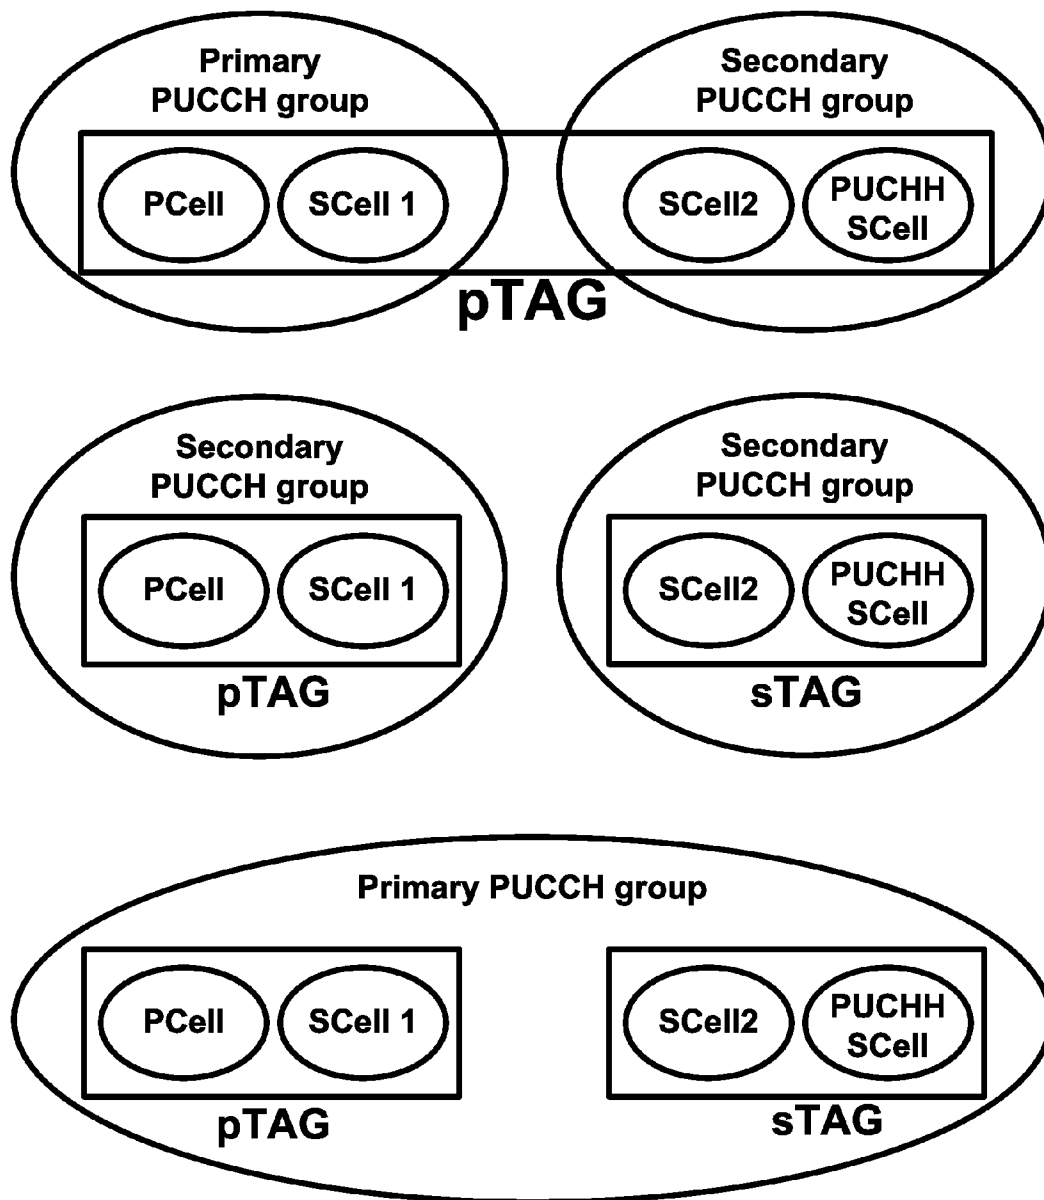 Primary
PUCCH group
Secondary
PUCCH group
PCell
SCell 1
SCell2
PUCHH
SCell
pTAG
Secondary
PUCCH group
Secondary
PUCCH group
PCell
SCell 1
SCell2
PUCHH
SCell
pTAG
sTAG
Primary PUCCH group
PCell
SCell 1
SCell2
PUCHH
SCell
pTAG
sTAG